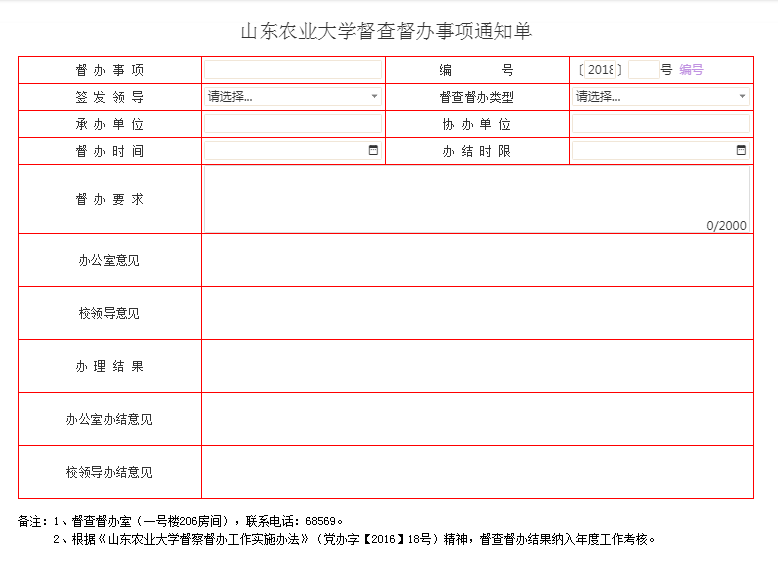 山东农业大学督查督办事项通知单
督 办 事 项 编 号 〔 2018 〕 号 编号
签 发 领 导 请选择... 督查督办类型 请选择...
承 办 单 位 协 办 单 位
督 办 时 间 办 结 时 限
督 办 要 求
0/2000
办公室意见
校领导意见
办 理 结 果
办公室办结意见
校领导办结意见
备注：1、督查督办室（一号楼206房间），联系电话：68569。
2、根据《山东农业大学督察督办工作实施办法》（党办字【2016】18号）精神，督查督办结果纳入年度工作考核。